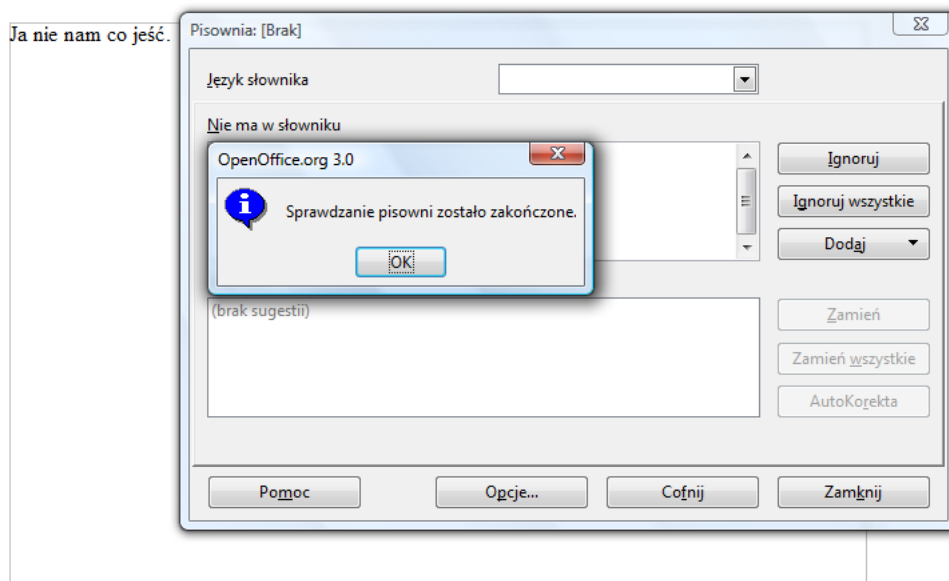 Ja nie nam co jeść.
Pisownia: [Brak]
Język słownika
Nie ma w słowniku
OpenOffice.org 3.0
Sprawdzanie pisowni zostało zakończone.
OK
Ignoruj
Ignoruj wszystkie
Dodaj
(brak sugestii)
Zamień
Zamień wszystkie
AutoKorekta
Pomoc
Opcje...
Cofnij
Zamknij